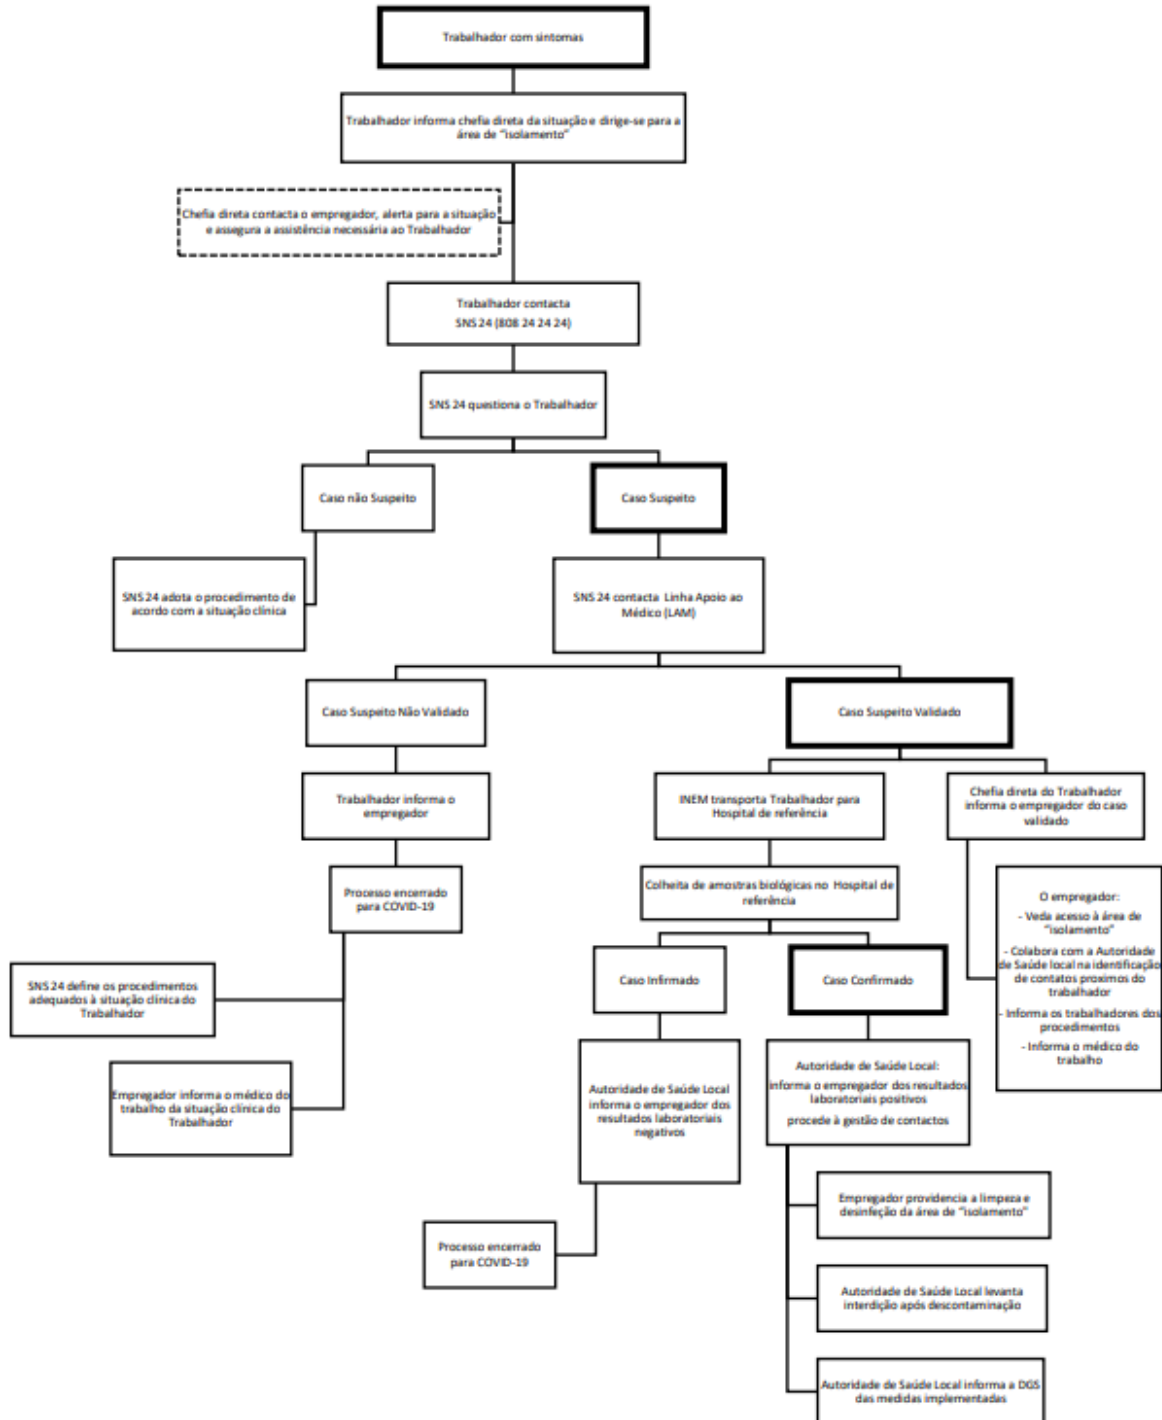 Trabalhador com sintomas
Trabalhador informa chefia direta da situação e dirige-se para a
área de "isolamento"
Chefia direta contacta o empregador, alerta para a situação
e assegura a assistência necessária ao Trabalhador
Trabalhador contacta
SNS 24 (808 24 24 24)
SNS 24 questiona o Trabalhador
Caso não Suspeito
Caso Suspeito
SNS 24 adota o procedimento de
acordo com a situação clínica
SNS 24 contacta Linha Apoio ao
Médico (LAM)
Caso Suspeito Não Validado
Caso Suspeito Validado
Trabalhador informa o
empregador
INEM transporta Trabalhador para
Hospital de referência
Chefia direta do Trabalhador
informa o empregador do caso
validado
Processo encerrado
para COVID-19
Colheita de amostras biológicas no Hospital de
referência
O empregador:
- Veda acesso à área de
"isolamento"
- Colabora com a Autoridade
de Saúde local na identificação
de contatos proximos do
trabalhador
- Informa os trabalhadores dos
procedimentos
- Informa o médico do
trabalho
SNS 24 define os procedimentos
adequados à situação clínica do
Trabalhador
Caso Infirmado
Caso Confirmado
Empregador informa o médico do
trabalho da situação clínica do
Trabalhador
Autoridade de Saúde Local
informa o empregador dos
resultados laboratoriais
negativos
Autoridade de Saúde Local:
informa o empregador dos resultados
laboratoriais positivos
procede à gestão de contactos
Processo encerrado
para COVID-19
Empregador providencia a limpeza e
desinfeção da área de "isolamento"
Autoridade de Saúde Local levanta
interdição após descontaminação
Autoridade de Saúde Local informa a DGS
das medidas implementadas